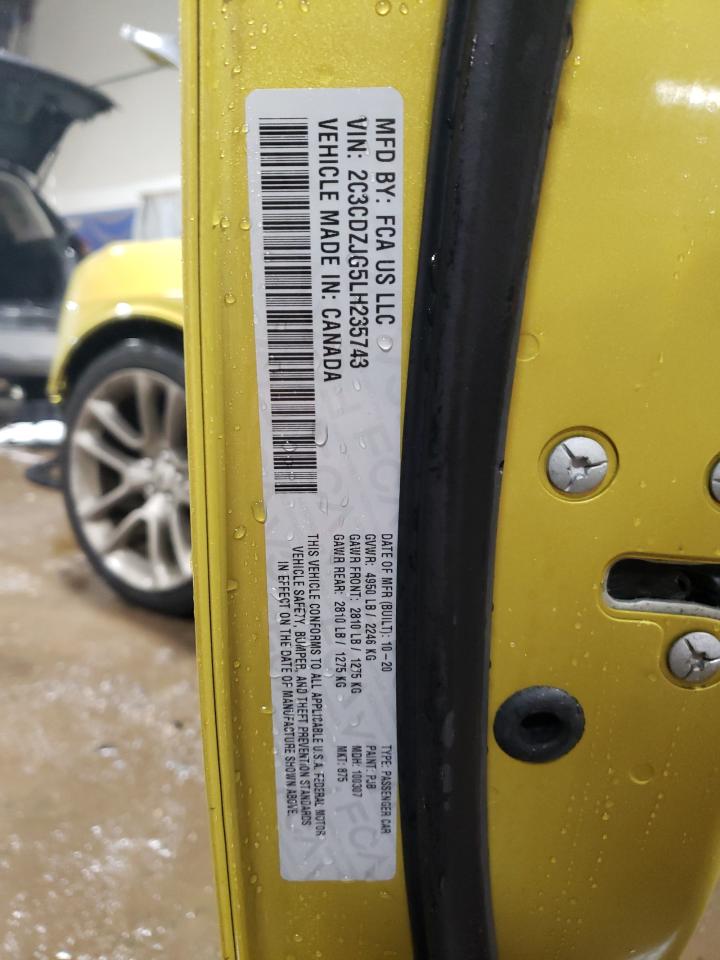 MFD BY: FCA US LLC
VIN: 2C3CDZJG5LH235743
VEHICLE MADE IN: CANADA
DATE OF MFR (BUILT): 10-20
GVWR: 4950 LB / 2246 KG
GAWR FRONT: 2810 LB / 1275 KG
GAWR REAR: 2810 LB / 1275 KG
TYPE: PASSENGER CAR
PAINT: PJB
MDH: 100307
MKT: 875
THIS VEHICLE CONFORMS TO ALL APPLICABLE U.S.A. FEDERAL MOTOR
VEHICLE SAFETY, BUMPER, AND THEFT PREVENTION STANDARDS
IN EFFECT ON THE DATE OF MANUFACTURE SHOWN ABOVE.